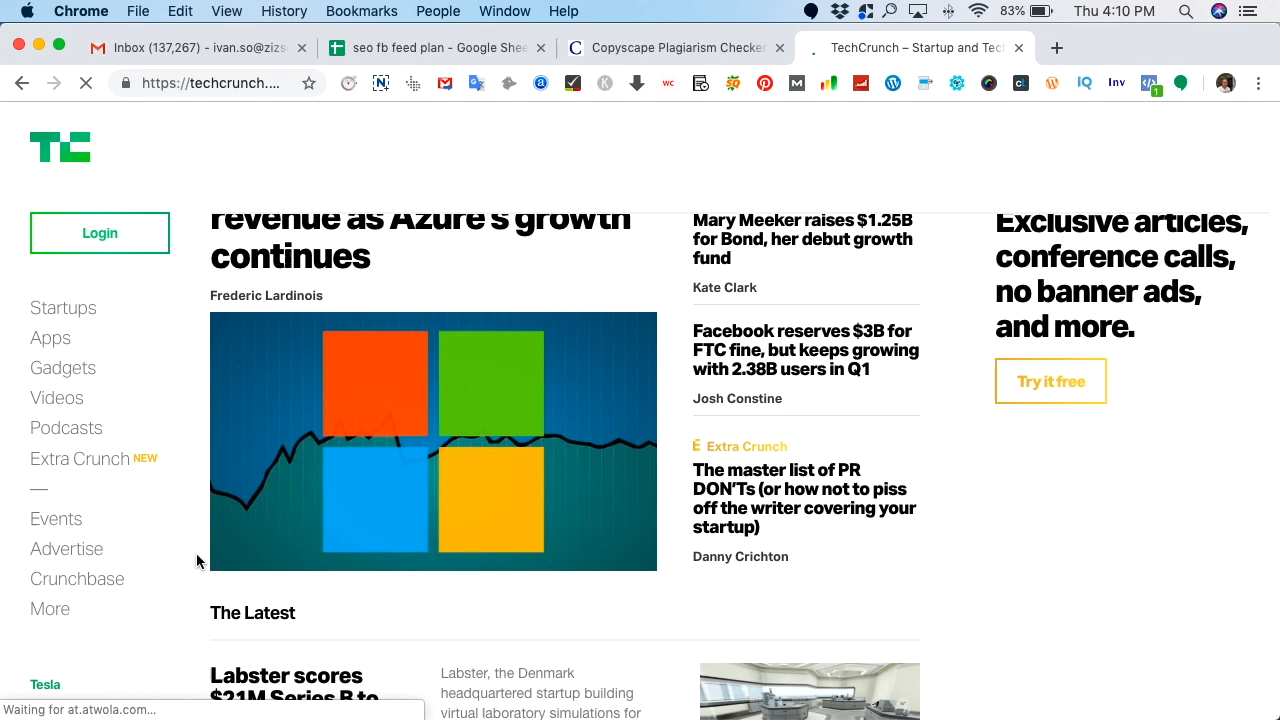 Chrome File Edit View History Bookmarks People Window Help 83% Thu 4:10 PM
Inbox (137,267) - ivan.so@zizs
seo fb feed plan - Google Shee
Copyscape Plagiarism Checker
TechCrunch – Startup and Tec
https://techcrunch....
TC
Login
Startups
Apps
Gadgets
Videos
Podcasts
Extra Crunch NEW
—
Events
Advertise
Crunchbase
More
Tesla
Waiting for at.atwola.com...
revenue as Azure's growth
continues
Frederic Lardinois
The Latest
Labster scores
$21M Series B to
Labster, the Denmark
headquartered startup building
virtual laboratory simulations for
Mary Meeker raises $1.25B
for Bond, her debut growth
fund
Kate Clark
Facebook reserves $3B for
FTC fine, but keeps growing
with 2.38B users in Q1
Josh Constine
Extra Crunch
The master list of PR
DON'Ts (or how not to piss
off the writer covering your
startup)
Danny Crichton
Exclusive articles,
conference calls,
no banner ads,
and more.
Try it free